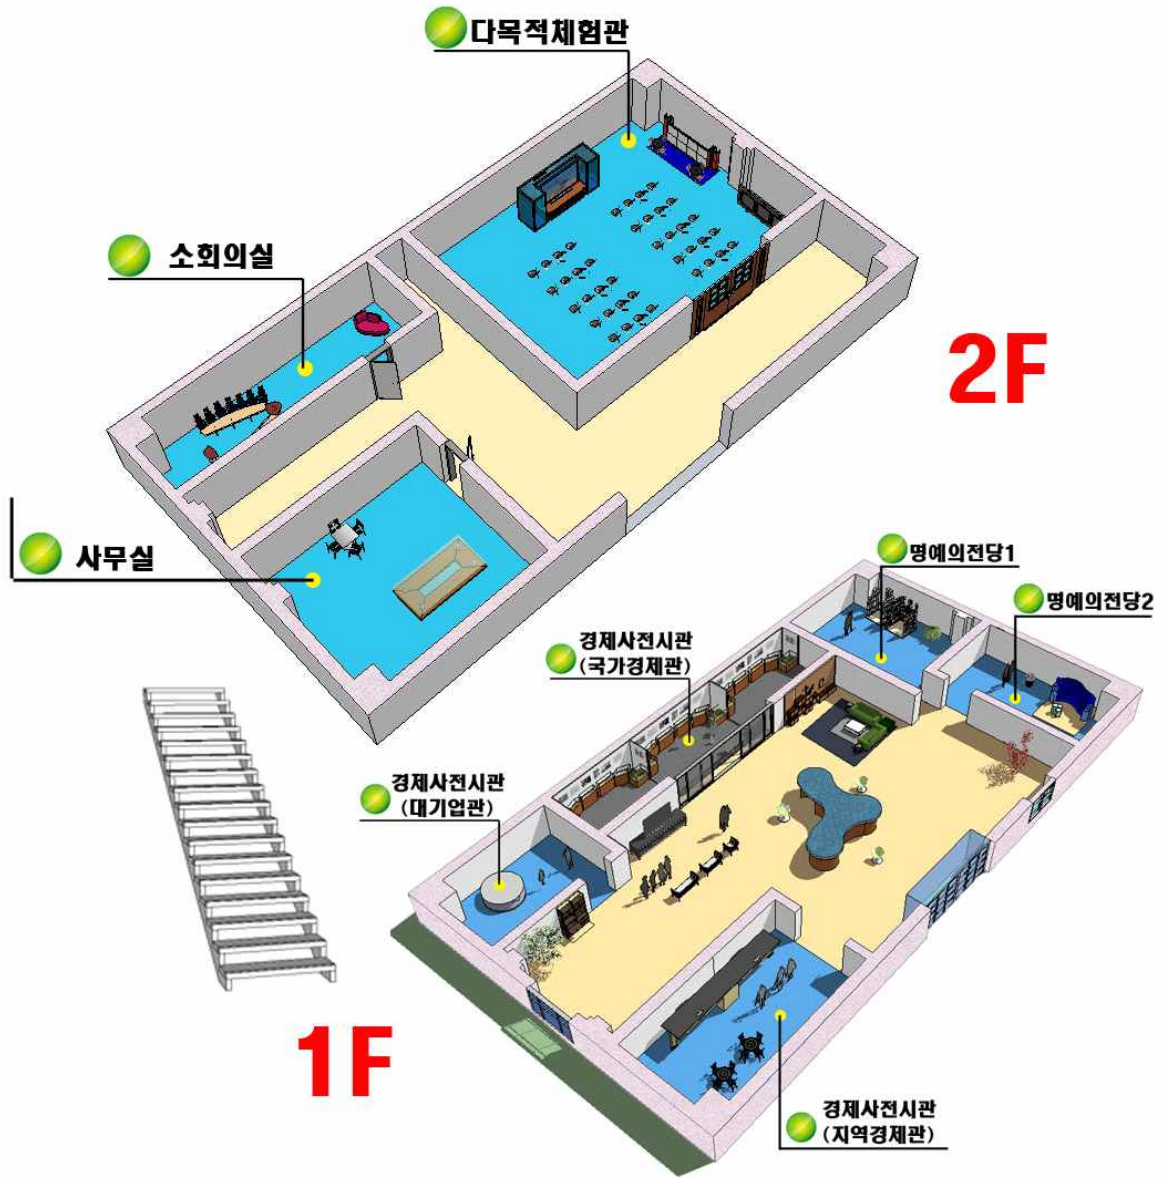 다목적체험관
소회의실
2F
사무실
명예의전당1
명예의전당2
경제사전시관
(국가경제관)
경제사전시관
(대기업관)
1F
경제사전시관
(지역경제관)